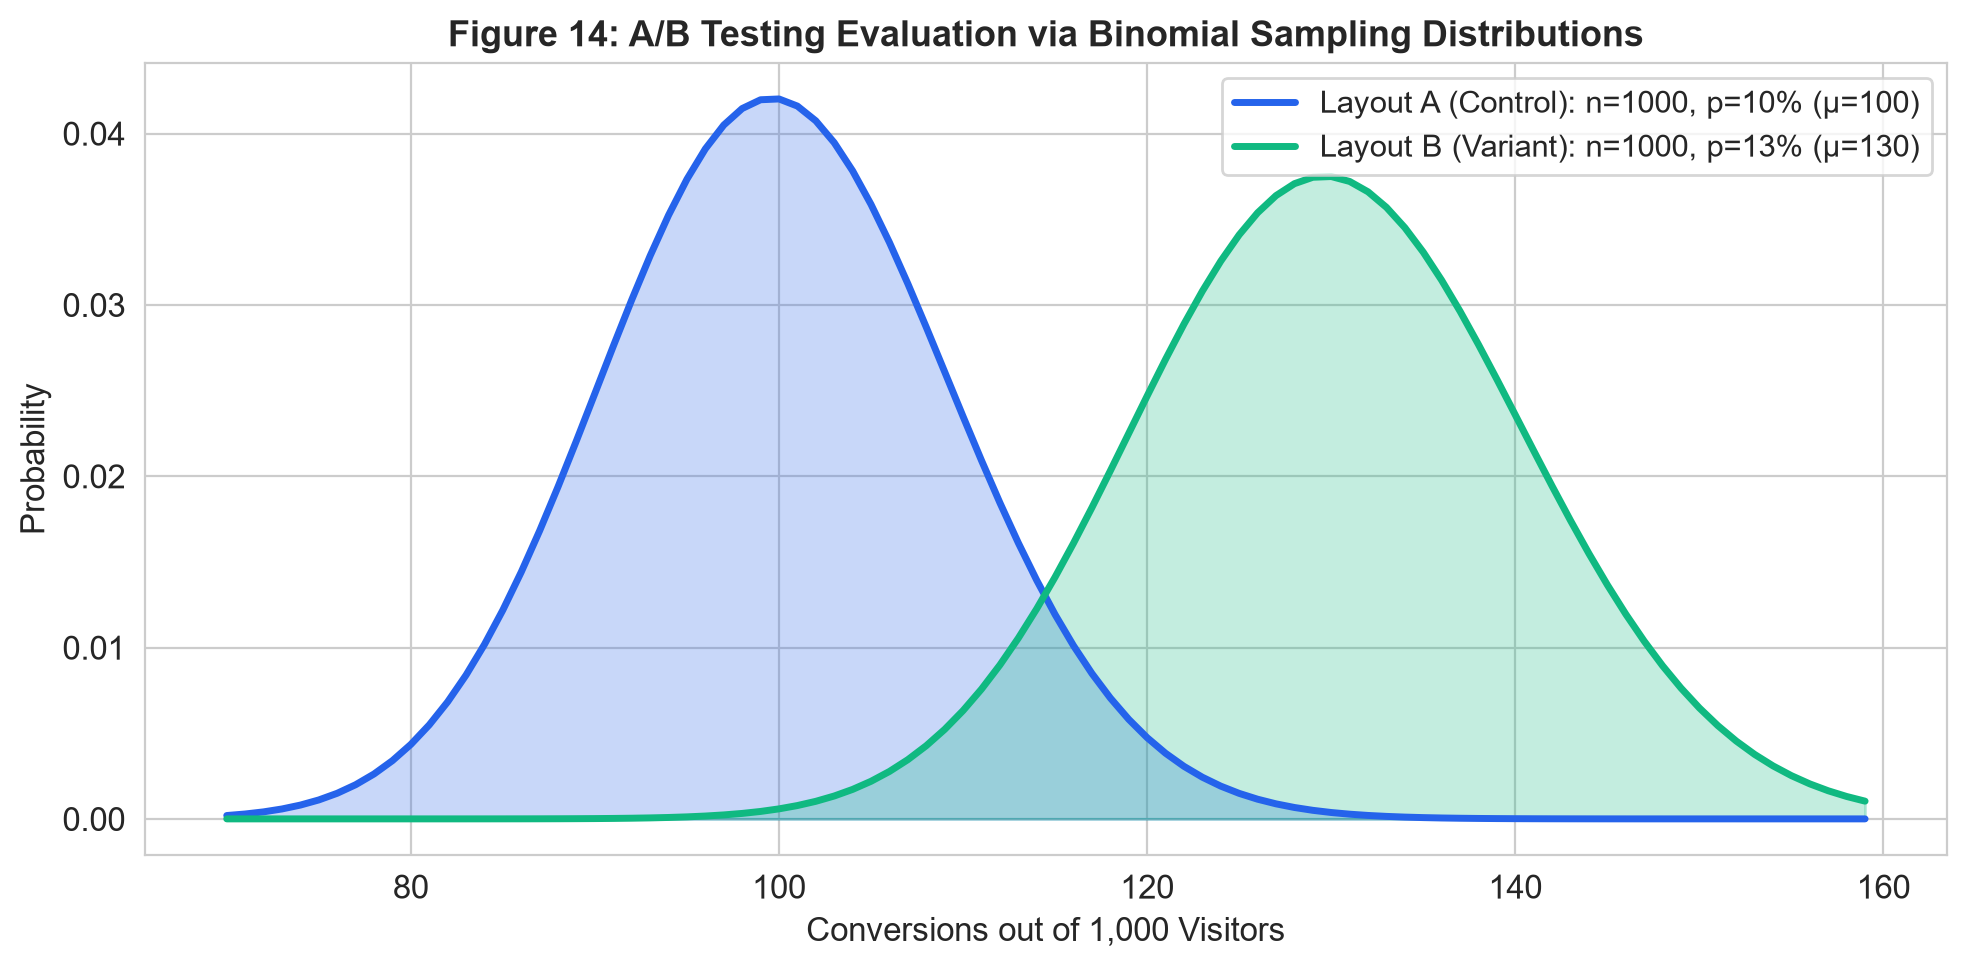 Figure 14: A/B Testing Evaluation via Binomial Sampling Distributions
Layout A (Control): n=1000, p=10% (μ=100)
Layout B (Variant): n=1000, p=13% (μ=130)
Probability
0.04
0.03
0.02
0.01
0.00
80
100
120
140
160
Conversions out of 1,000 Visitors